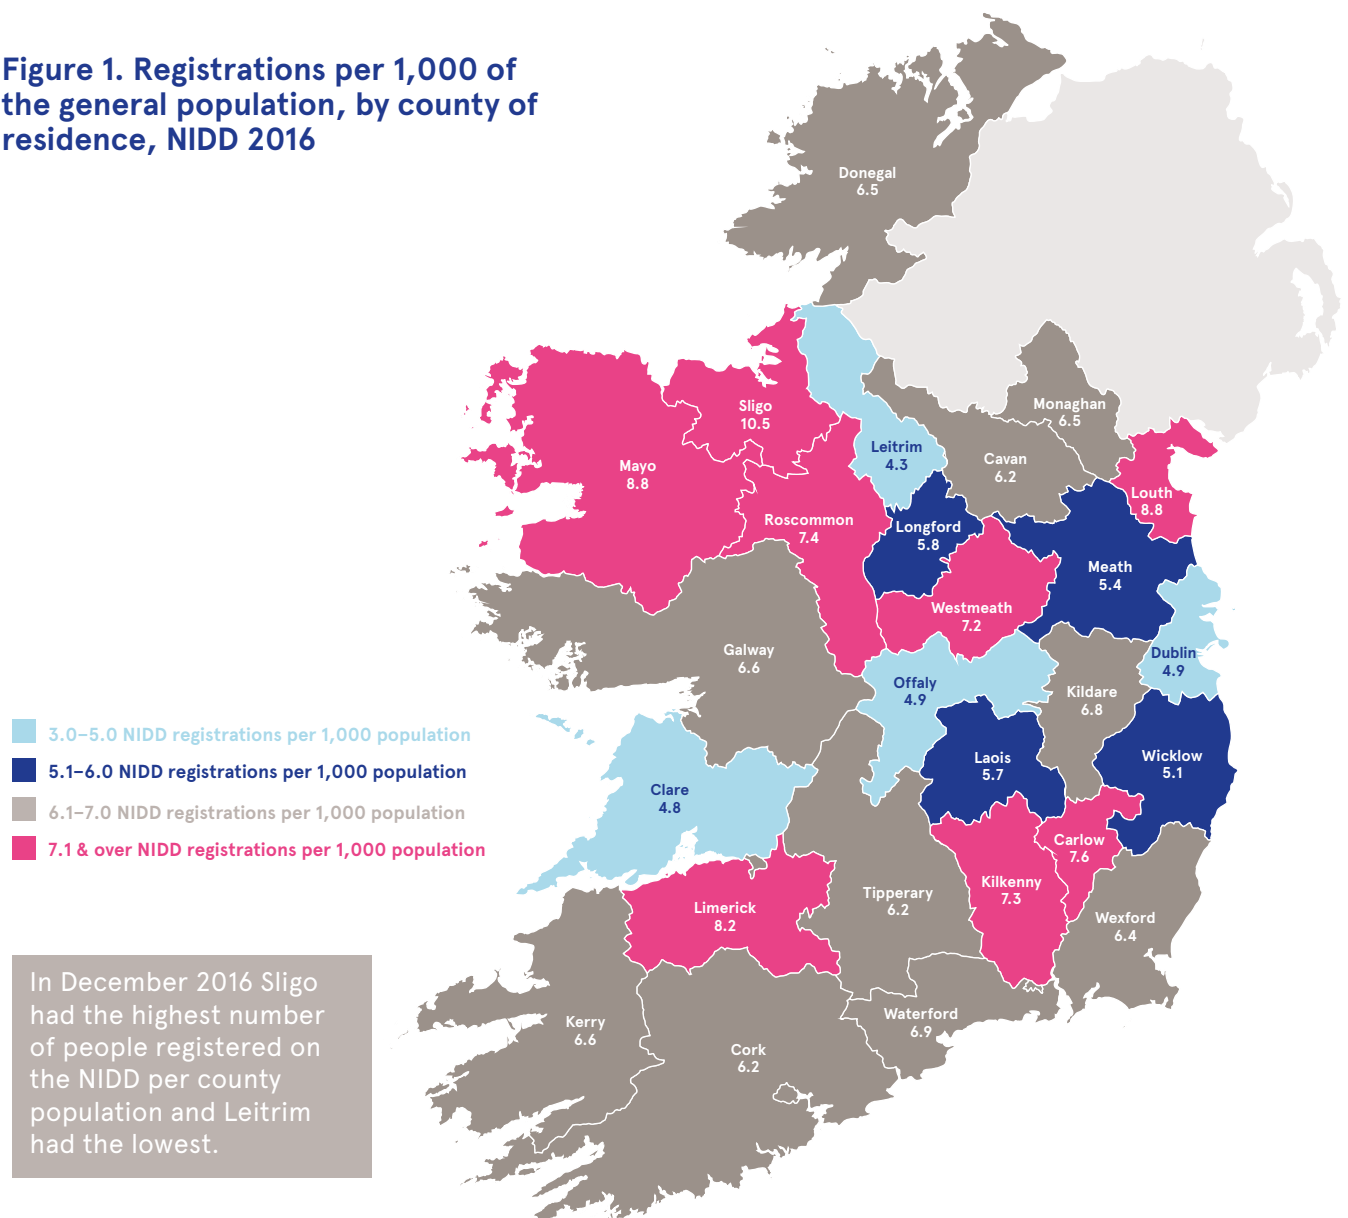 Figure 1. Registrations per 1,000 of
the general population, by county of
residence, NIDD 2016
Donegal
6.5
Monaghan
6.5
Sligo
10.5
Leitrim
4.3
Cavan
6.2
Mayo
8.8
Louth
8.8
Roscommon
7.4
Longford
5.8
Meath
5.4
Westmeath
7.2
Galway
6.6
Dublin
4.9
Offaly
4.9
Kildare
6.8
3.0–5.0 NIDD registrations per 1,000 population
5.1–6.0 NIDD registrations per 1,000 population
6.1–7.0 NIDD registrations per 1,000 population
7.1 & over NIDD registrations per 1,000 population
Clare
4.8
Laois
5.7
Wicklow
5.1
Carlow
7.6
Kilkenny
7.3
Tipperary
6.2
Limerick
8.2
Wexford
6.4
In December 2016 Sligo
had the highest number
of people registered on
the NIDD per county
population and Leitrim
had the lowest.
Kerry
6.6
Cork
6.2
Waterford
6.9